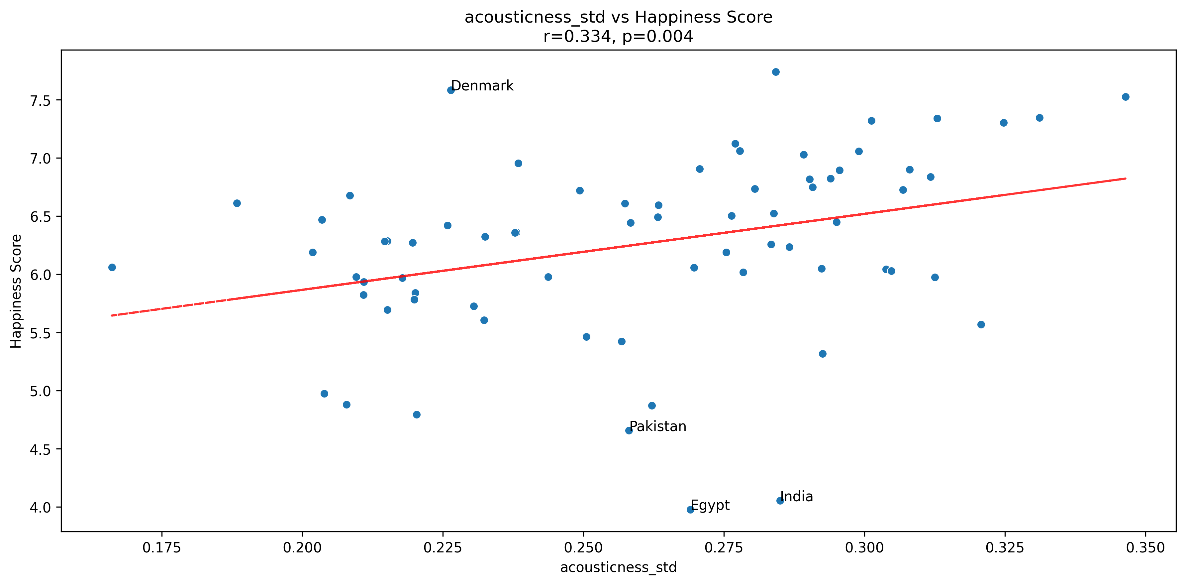 acousticness_std vs Happiness Score
r=0.334, p=0.004
Happiness Score
7.5
7.0
6.5
6.0
5.5
5.0
4.5
4.0
Denmark
Pakistan
Egypt
India
0.175
0.200
0.225
0.250
0.275
0.300
0.325
0.350
acousticness_std